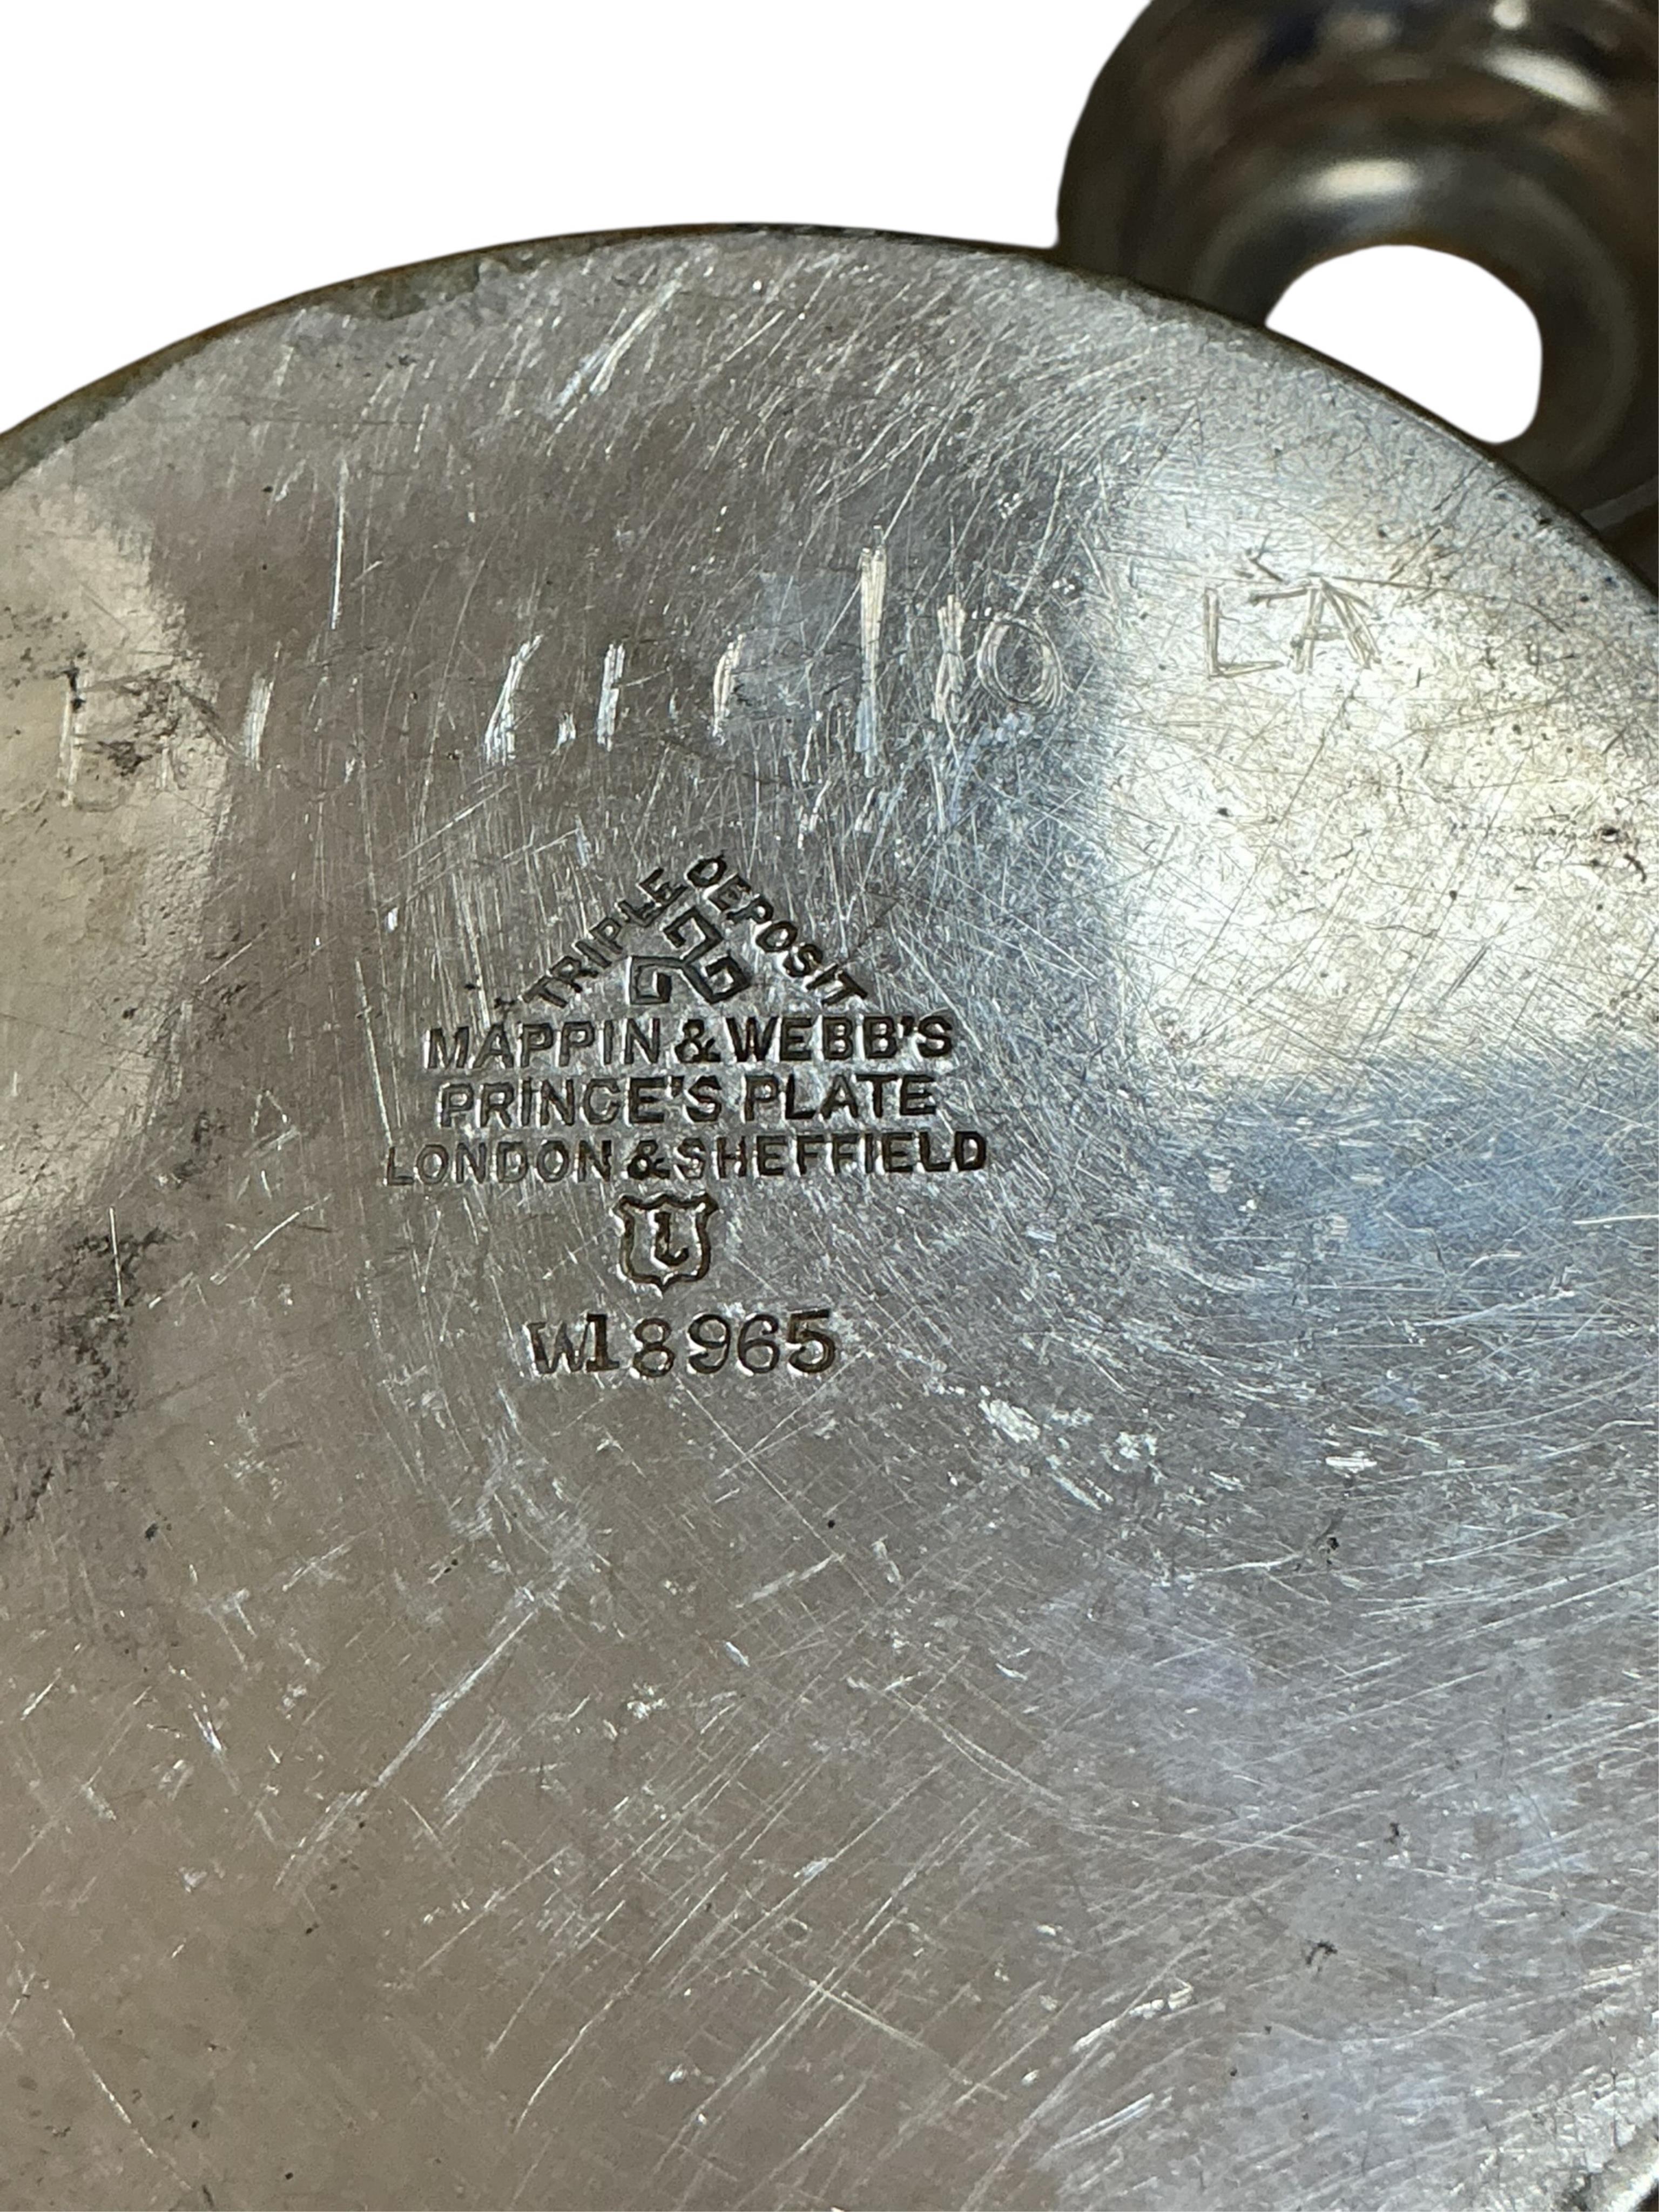 TRIPLE DEPOSIT
MAPPIN & WEBB'S
PRINCE'S PLATE
LONDON & SHEFFIELD
L
W18965